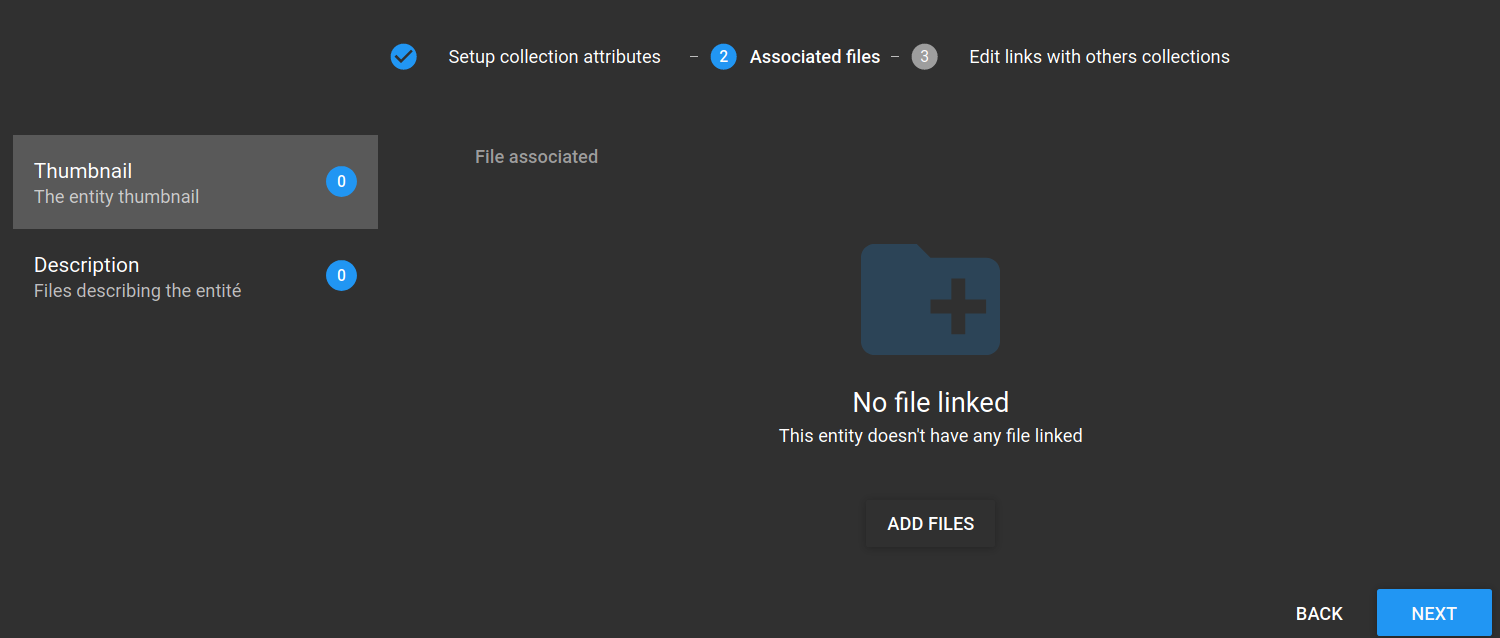 Setup collection attributes – 2 Associated files – 3 Edit links with others collections
Thumbnail
The entity thumbnail
0
Description
Files describing the entité
0
File associated
No file linked
This entity doesn't have any file linked
ADD FILES
BACK
NEXT